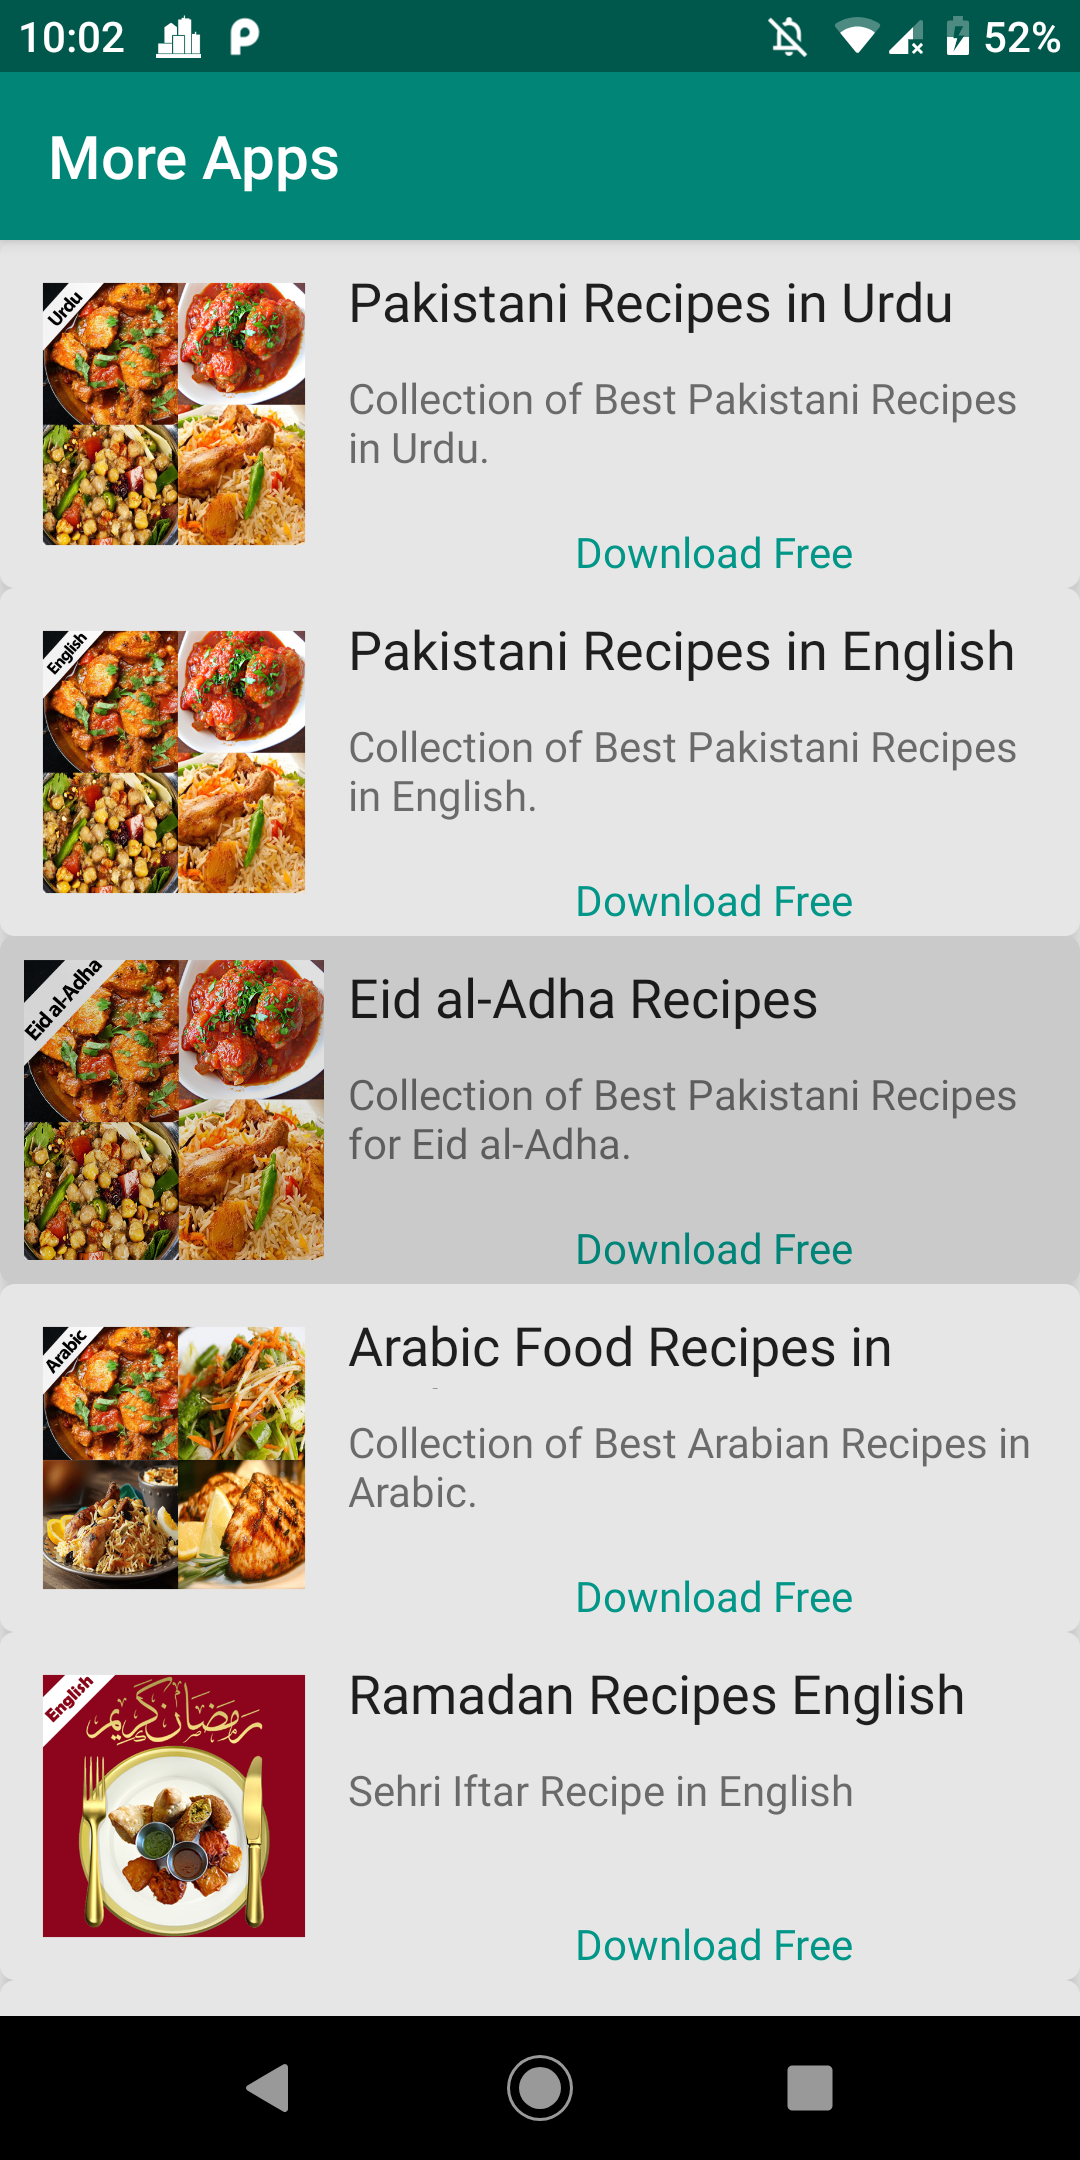 10:02
52%
More Apps
Urdu
Pakistani Recipes in Urdu
Collection of Best Pakistani Recipes
in Urdu.
Download Free
English
Pakistani Recipes in English
Collection of Best Pakistani Recipes
in English.
Download Free
Eid al-Adha
Eid al-Adha Recipes
Collection of Best Pakistani Recipes
for Eid al-Adha.
Download Free
Arabic
Arabic Food Recipes in
Collection of Best Arabian Recipes in
Arabic.
Download Free
English
رمضان كريم
Ramadan Recipes English
Sehri Iftar Recipe in English
Download Free